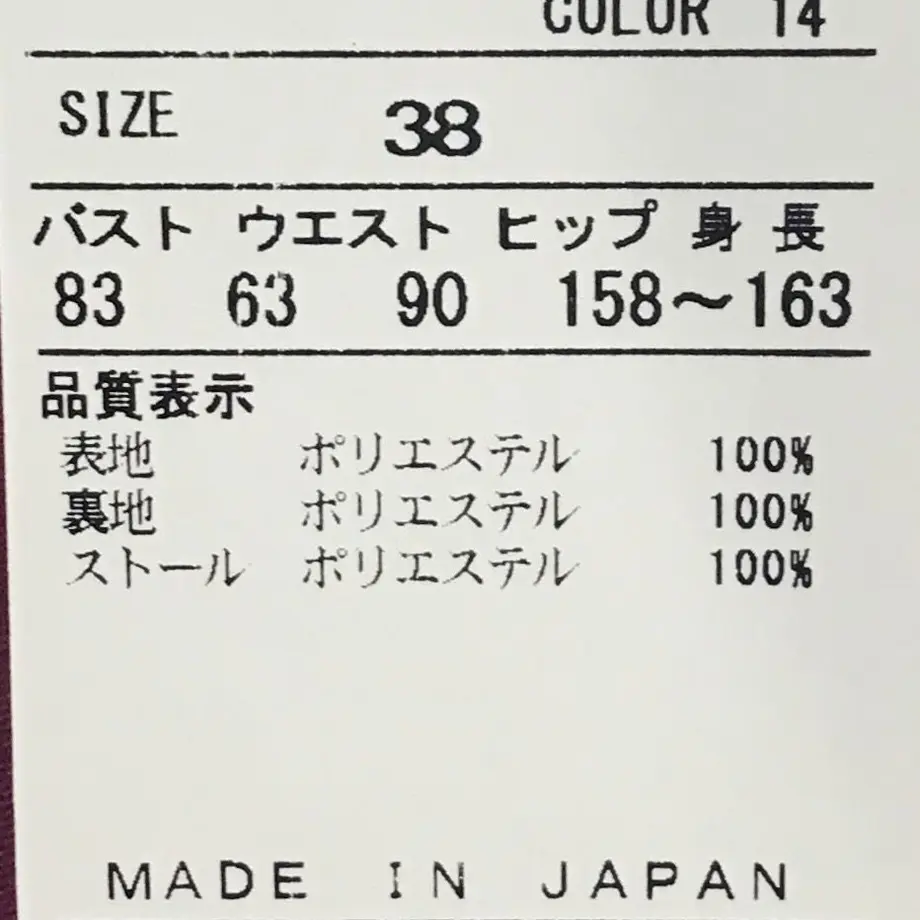 COLOR 14
SIZE 38
バスト ウエスト ヒップ 身長
83 63 90 158～163
品質表示
表地 ポリエステル 100%
裏地 ポリエステル 100%
ストール ポリエステル 100%
MADE IN JAPAN